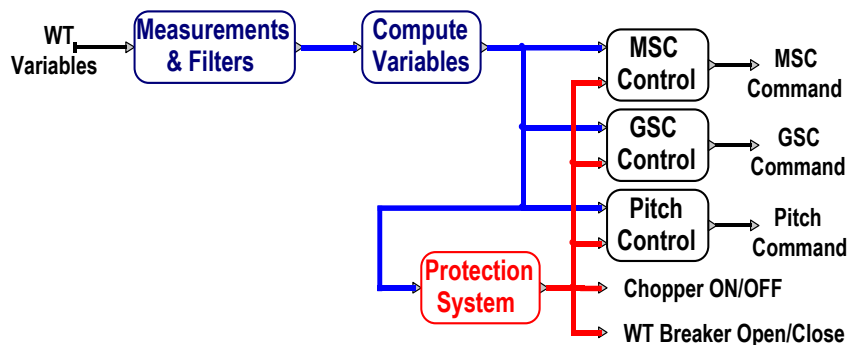 WT
Variables
Measurements
& Filters
Compute
Variables
MSC
Control
MSC
Command
GSC
Control
GSC
Command
Pitch
Control
Pitch
Command
Protection
System
Chopper ON/OFF
WT Breaker Open/Close